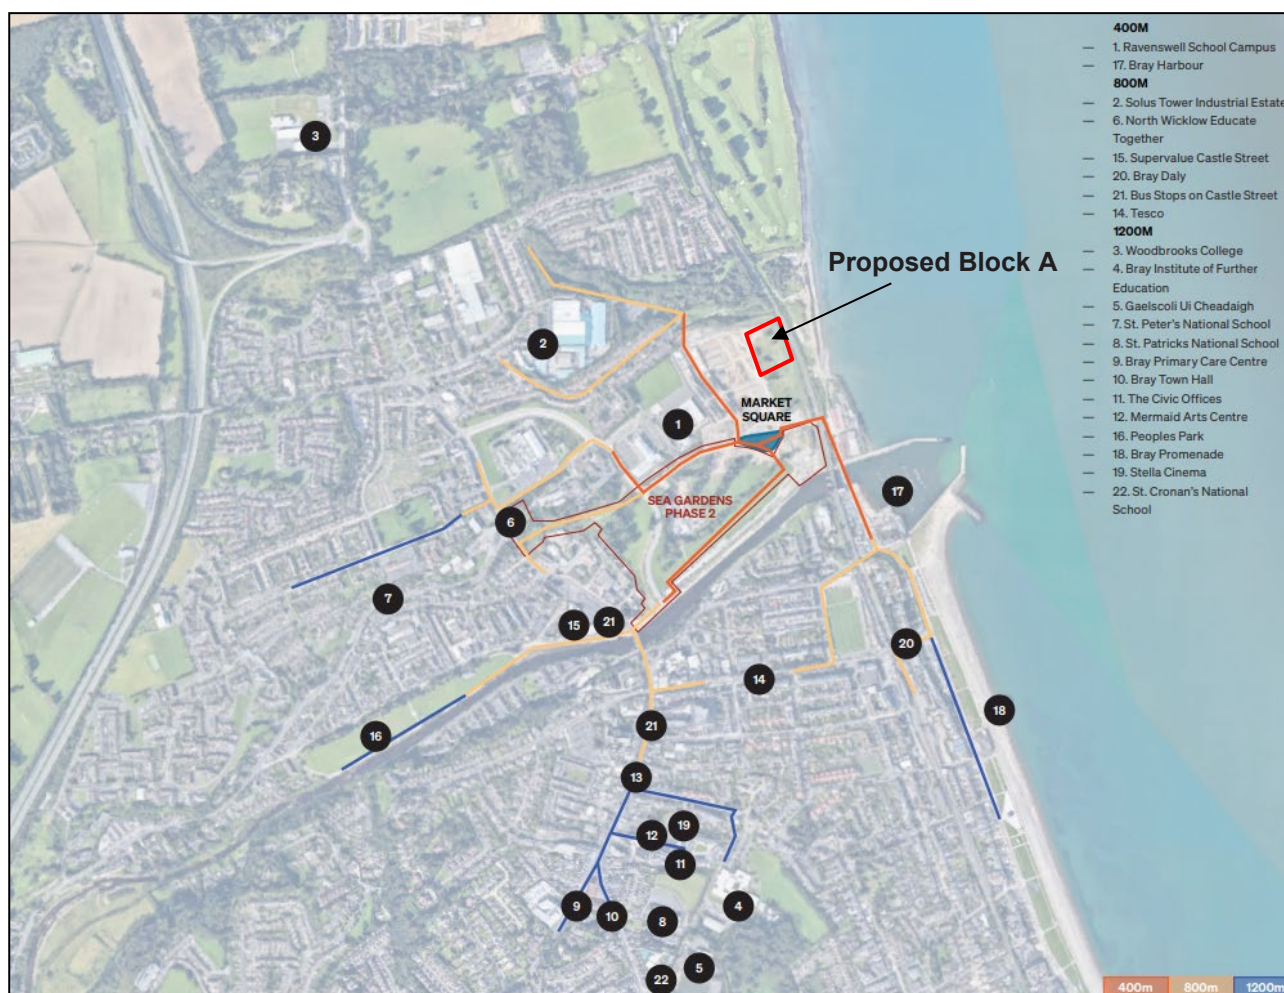 400M
— 1. Ravenswell School Campus
— 17. Bray Harbour
800M
— 2. Solus Tower Industrial Estate
— 6. North Wicklow Educate
Together
— 15. Supervalue Castle Street
— 20. Bray Daly
— 21. Bus Stops on Castle Street
— 14. Tesco
1200M
— 3. Woodbrooks College
— 4. Bray Institute of Further
Education
— 5. Gaelscoli Ui Cheadaigh
— 7. St. Peter's National School
— 8. St. Patricks National School
— 9. Bray Primary Care Centre
— 10. Bray Town Hall
— 11. The Civic Offices
— 12. Mermaid Arts Centre
— 16. Peoples Park
— 18. Bray Promenade
— 19. Stella Cinema
— 22. St. Cronan's National
School
3
Proposed Block A
2
MARKET
SQUARE
1
17
SEA GARDENS
PHASE 2
6
7
15
21
20
14
18
21
16
13
19
12
11
9
10
8
4
5
22
400m 800m 1200m